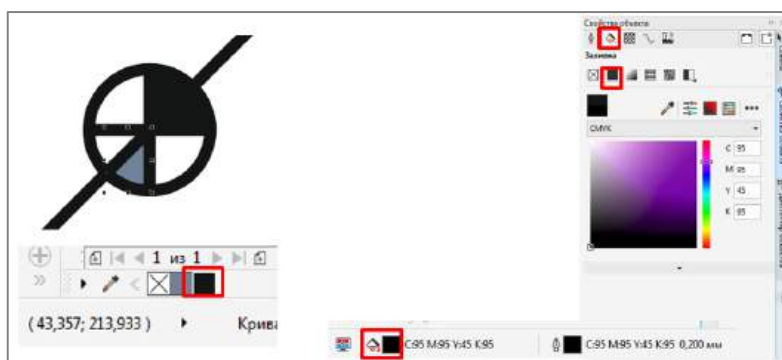 Свойства объекта
Заливка
CMYK
C 95
M 95
Y 45
K 95
1 из 1
( 43,357; 213,933 )
Крива
C:95 M:95 Y:45 K:95
C:95 M:95 Y:45 K:95 0,200 мм